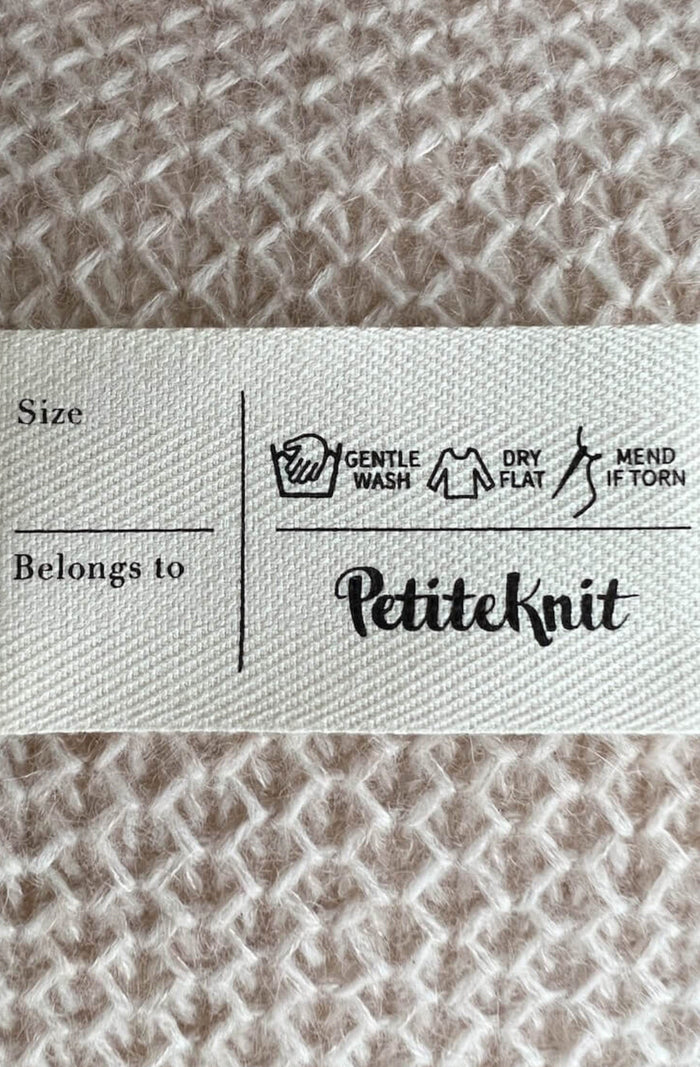 Size
GENTLE
WASH
DRY
FLAT
MEND
IF TORN
Belongs to
PetiteKnit